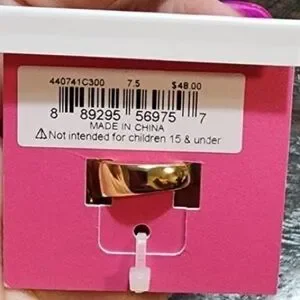 440741C300 7.5 $48.00
8 89295 56975 7
MADE IN CHINA
⚠Not intended for children 15 & under